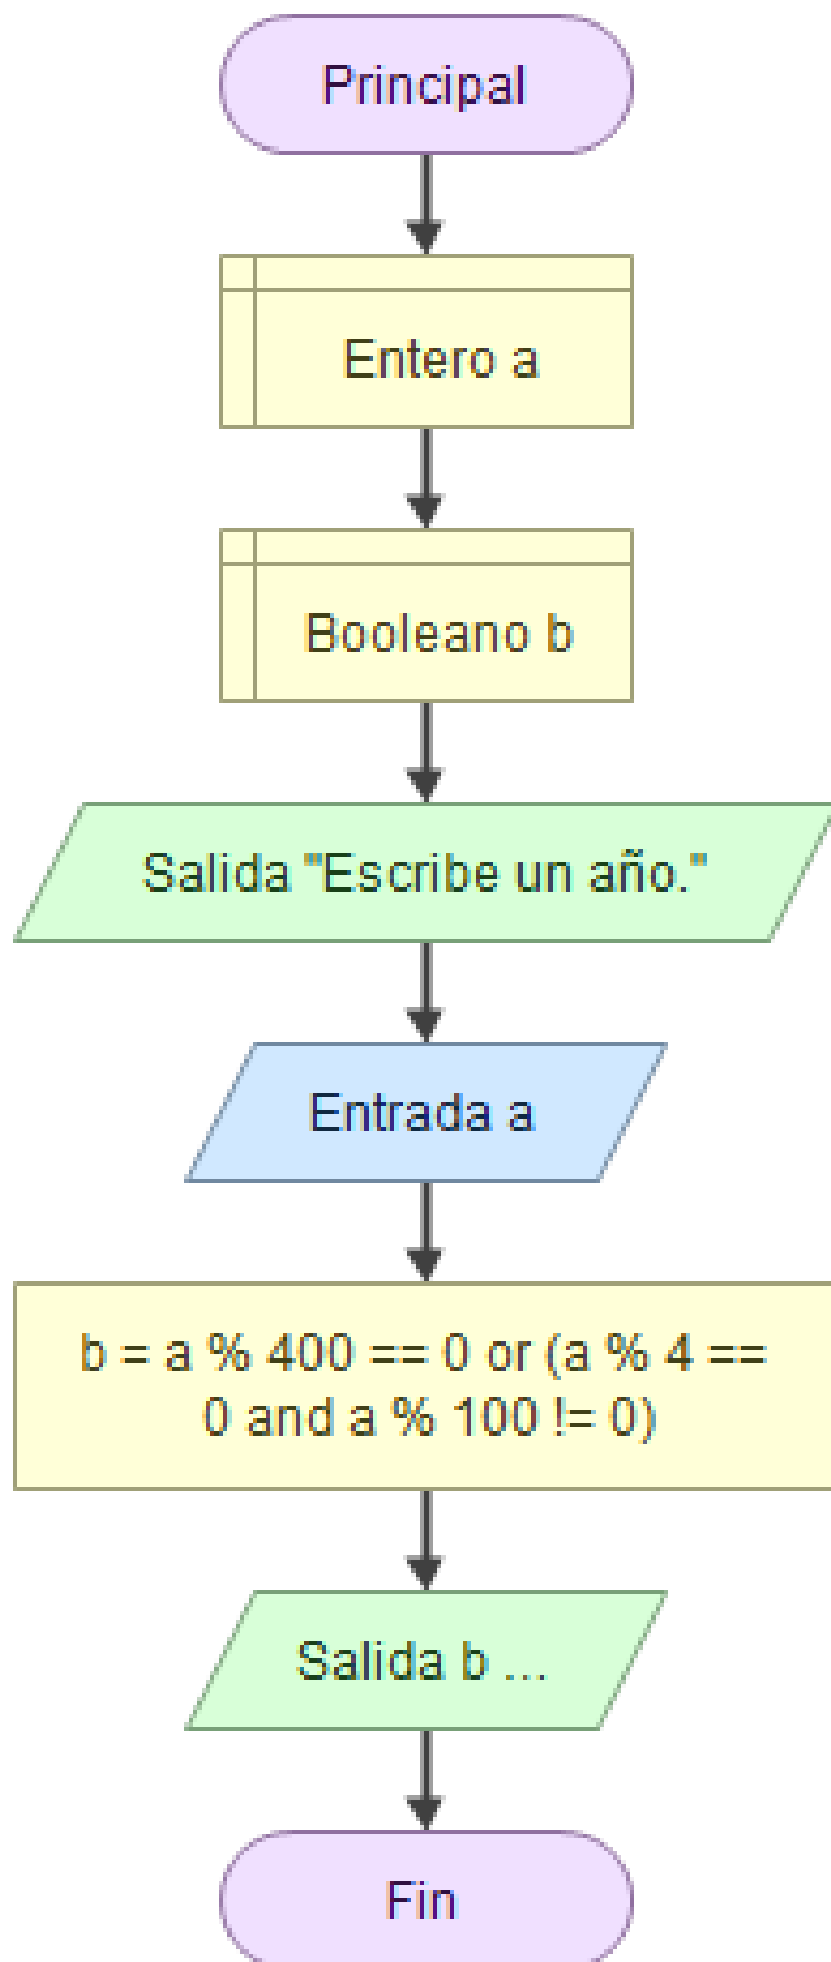 Principal
Entero a
Booleano b
Salida "Escribe un año."
Entrada a
b = a % 400 == 0 or (a % 4 ==
0 and a % 100 != 0)
Salida b ...
Fin